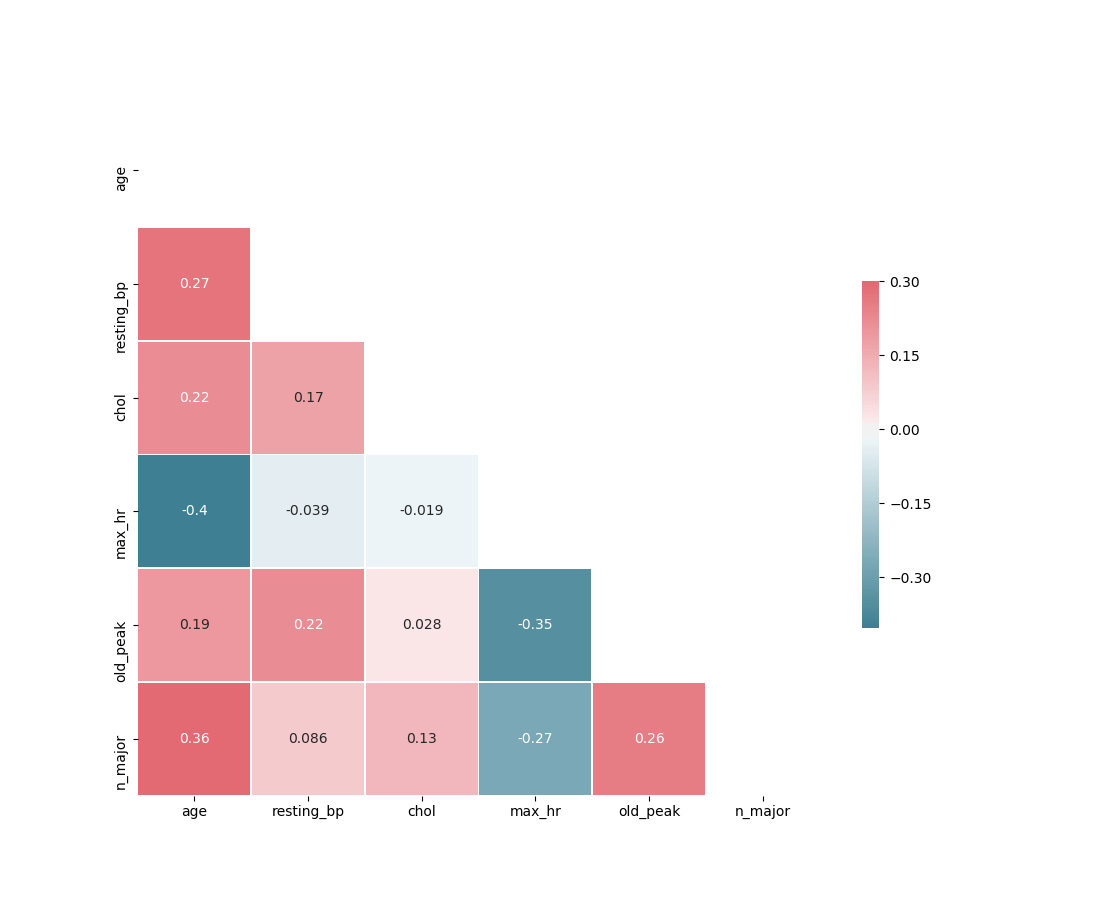 age
resting_bp
0.27
chol
0.22 0.17
max_hr
-0.4 -0.039 -0.019
old_peak
0.19 0.22 0.028 -0.35
n_major
0.36 0.086 0.13 -0.27 0.26
age resting_bp chol max_hr old_peak n_major
0.30
0.15
0.00
−0.15
−0.30